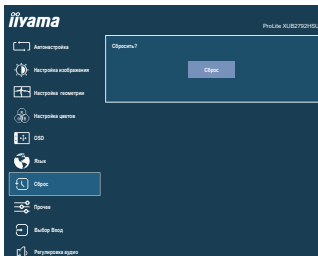 iiyama
ProLite XUB2792HSU
Автонастройка
Сбросить?
Настройка изображения
Сброс
Настройка геометрии
Настройка цветов
OSD
Язык
Сброс
Прочее
Выбор Вход
Регулировка аудио